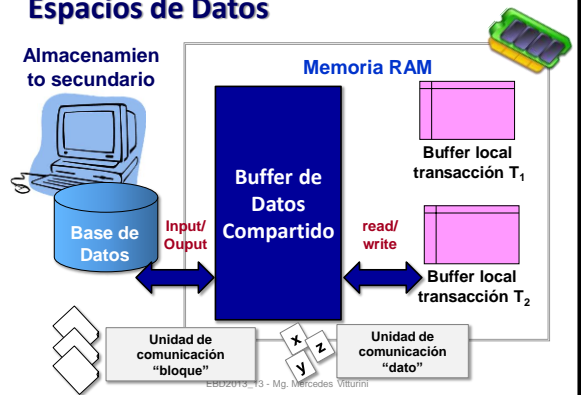 Espacios de Datos
Almacenamien
to secundario
Memoria RAM
Buffer local
transacción T1
Buffer de
Datos
Compartido
Base de
Datos
Input/
Ouput
read/
write
Buffer local
transacción T2
Unidad de
comunicación
“bloque”
x
y
z
Unidad de
comunicación
“dato”
EBD2013_13 - Mg. Mercedes Vitturini